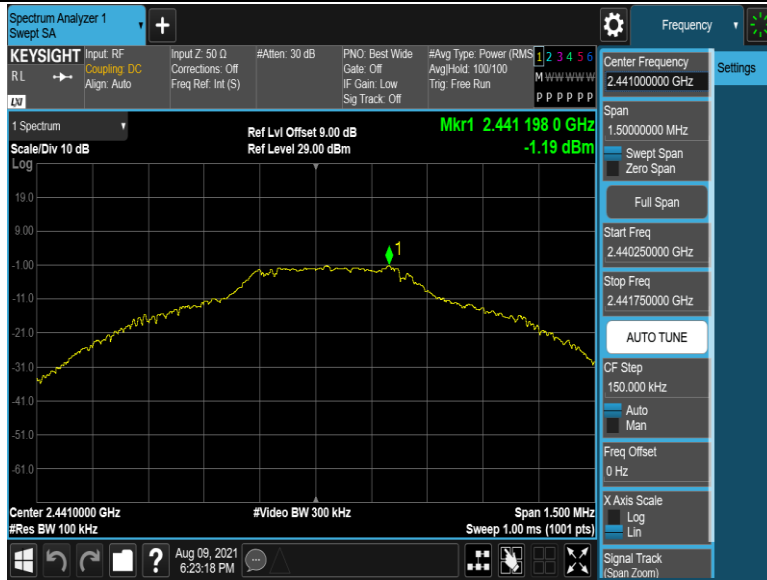 Spectrum Analyzer 1
Swept SA
Frequency
KEYSIGHT
RL
LXI
Input: RF
Coupling: DC
Align: Auto
Input Z: 50 Ω
Corrections: Off
Freq Ref: Int (S)
#Atten: 30 dB
PNO: Best Wide
Gate: Off
IF Gain: Low
Sig Track: Off
#Avg Type: Power (RMS
Avg|Hold: 100/100
Trig: Free Run
1 2 3 4 5 6
M W W W W W
P P P P P P
1 Spectrum
Scale/Div 10 dB
Log
Ref Lvl Offset 9.00 dB
Ref Level 29.00 dBm
Mkr1 2.441 198 0 GHz
-1.19 dBm
19.0
9.00
-1.00
-11.0
-21.0
-31.0
-41.0
-51.0
-61.0
1
Center 2.4410000 GHz
#Res BW 100 kHz
#Video BW 300 kHz
Span 1.500 MHz
Sweep 1.00 ms (1001 pts)
Center Frequency
2.441000000 GHz
Settings
Span
1.50000000 MHz
Swept Span
Zero Span
Full Span
Start Freq
2.440250000 GHz
Stop Freq
2.441750000 GHz
AUTO TUNE
CF Step
150.000 kHz
Auto
Man
Freq Offset
0 Hz
X Axis Scale
Log
Lin
Signal Track
(Span Zoom)
?
Aug 09, 2021
6:23:18 PM